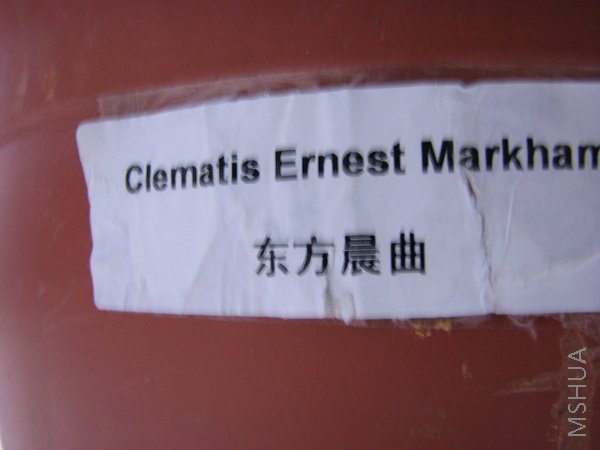 Clematis Ernest Markham
东方晨曲
MSHUA